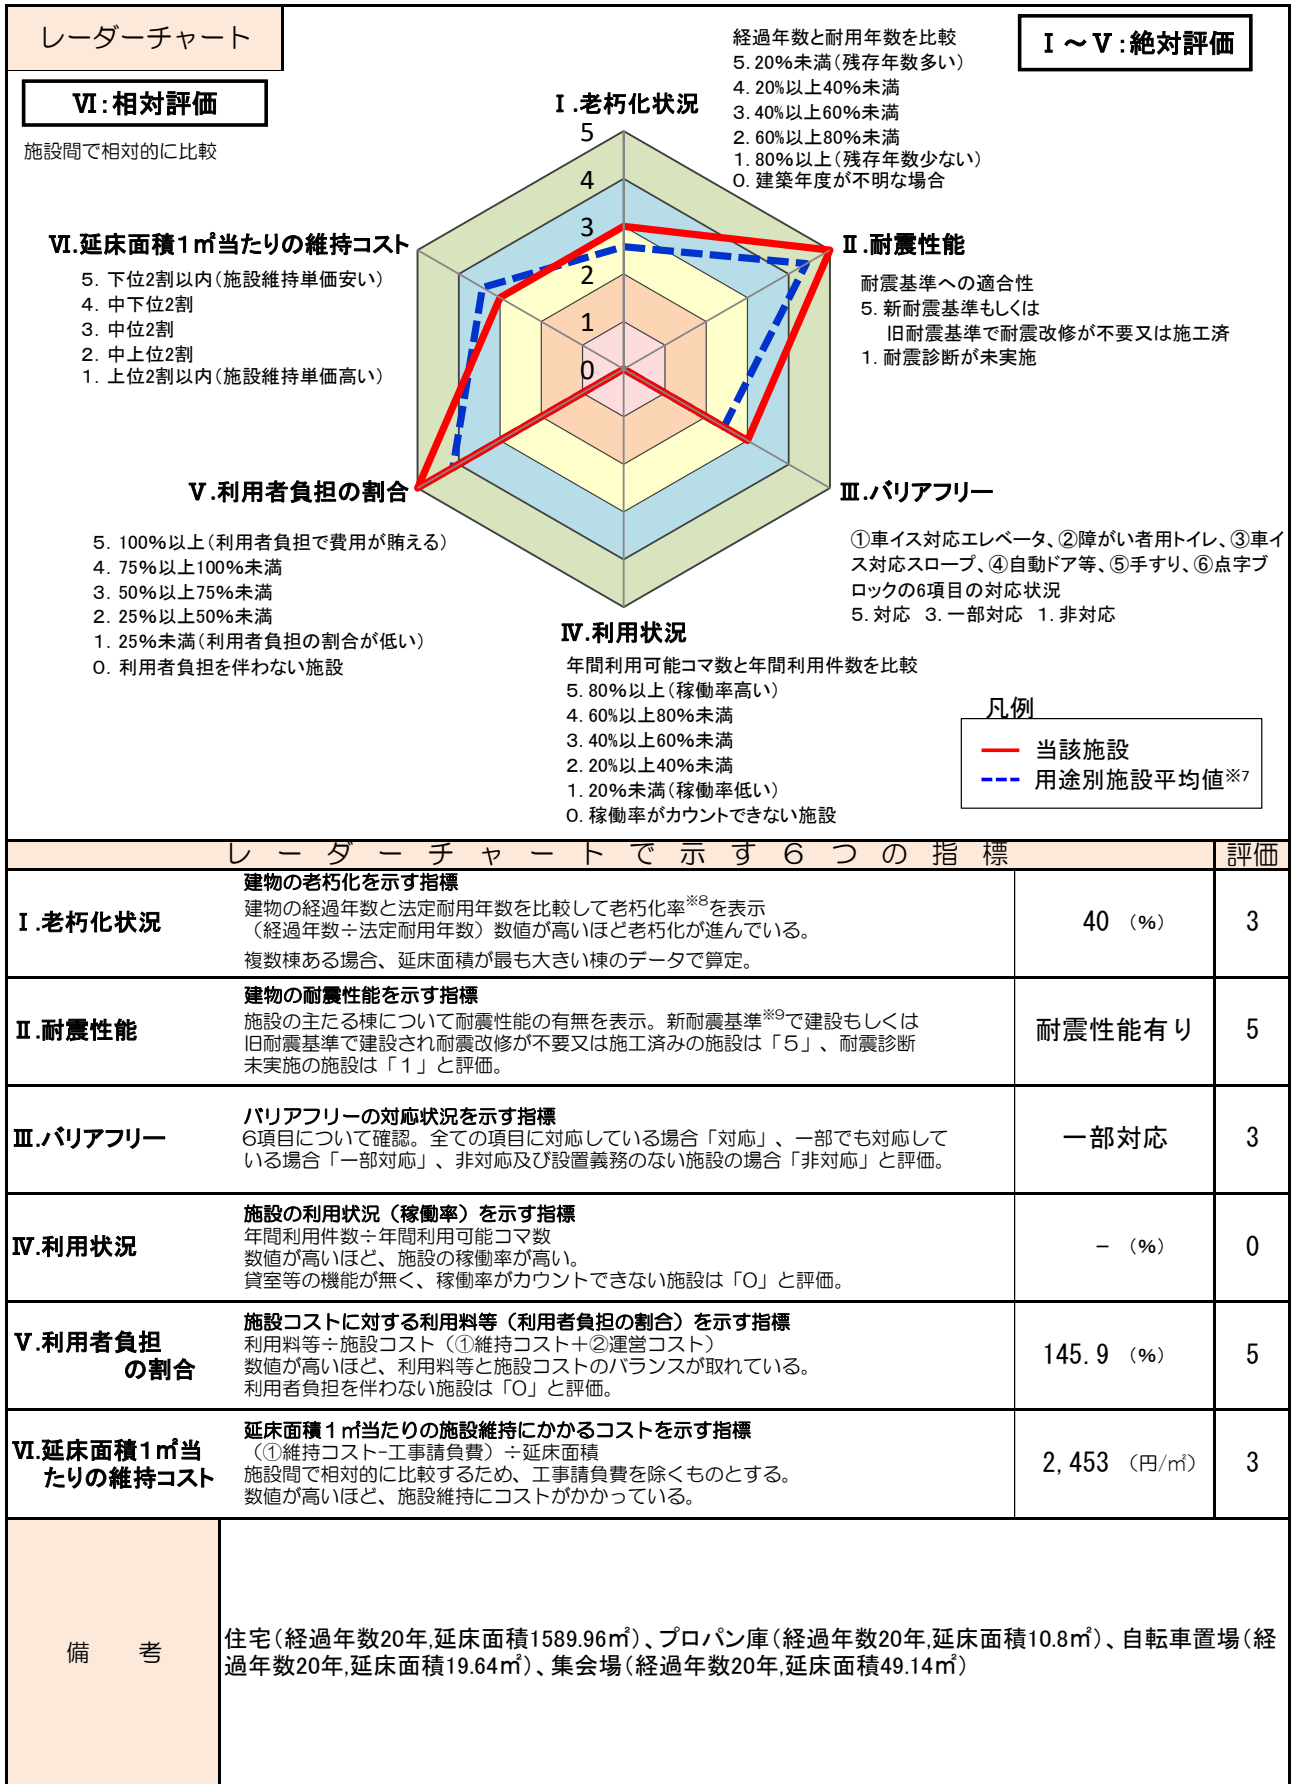 レーダーチャート
Ⅰ～Ⅴ:絶対評価
Ⅵ:相対評価
施設間で相対的に比較
経過年数と耐用年数を比較
5.20%未満(残存年数多い)
4.20%以上40%未満
3.40%以上60%未満
2.60%以上80%未満
1.80%以上(残存年数少ない)
0.建築年度が不明な場合
Ⅰ.老朽化状況
5
4
3
2
1
0
Ⅵ.延床面積1㎡当たりの維持コスト
5.下位2割以内(施設維持単価安い)
4.中下位2割
3.中位2割
2.中上位2割
1.上位2割以内(施設維持単価高い)
Ⅱ.耐震性能
耐震基準への適合性
5.新耐震基準もしくは
旧耐震基準で耐震改修が不要又は施工済
1.耐震診断が未実施
Ⅴ.利用者負担の割合
5.100%以上(利用者負担で費用が賄える)
4.75%以上100%未満
3.50%以上75%未満
2.25%以上50%未満
1.25%未満(利用者負担の割合が低い)
0.利用者負担を伴わない施設
Ⅲ.バリアフリー
①車イス対応エレベータ、②障がい者用トイレ、③車イ
ス対応スロープ、④自動ドア等、⑤手すり、⑥点字ブ
ロックの6項目の対応状況
5.対応 3.一部対応 1.非対応
Ⅳ.利用状況
年間利用可能コマ数と年間利用件数を比較
5.80%以上(稼働率高い)
4.60%以上80%未満
3.40%以上60%未満
2.20%以上40%未満
1.20%未満(稼働率低い)
0.稼働率がカウントできない施設
凡例
当該施設
用途別施設平均値※7
レーダーチャートで示す6つの指標 評価
Ⅰ.老朽化状況
建物の老朽化を示す指標
建物の経過年数と法定耐用年数を比較して老朽化率※8を表示
(経過年数÷法定耐用年数)数値が高いほど老朽化が進んでいる。
複数棟ある場合、延床面積が最も大きい棟のデータで算定。
40 (%) 3
Ⅱ.耐震性能
建物の耐震性能を示す指標
施設の主たる棟について耐震性能の有無を表示。新耐震基準※9で建設もしくは
旧耐震基準で建設され耐震改修が不要又は施工済みの施設は「5」、耐震診断
未実施の施設は「1」と評価。
耐震性能有り 5
Ⅲ.バリアフリー
バリアフリーの対応状況を示す指標
6項目について確認。全ての項目に対応している場合「対応」、一部でも対応して
いる場合「一部対応」、非対応及び設置義務のない施設の場合「非対応」と評価。
一部対応 3
Ⅳ.利用状況
施設の利用状況(稼働率)を示す指標
年間利用件数÷年間利用可能コマ数
数値が高いほど、施設の稼働率が高い。
貸室等の機能が無く、稼働率がカウントできない施設は「0」と評価。
- (%) 0
Ⅴ.利用者負担
の割合
施設コストに対する利用料等(利用者負担の割合)を示す指標
利用料等÷施設コスト(①維持コスト+②運営コスト)
数値が高いほど、利用料等と施設コストのバランスが取れている。
利用者負担を伴わない施設は「0」と評価。
145.9 (%) 5
Ⅵ.延床面積1㎡当
たりの維持コスト
延床面積1㎡当たりの施設維持にかかるコストを示す指標
(①維持コスト-工事請負費)÷延床面積
施設間で相対的に比較するため、工事請負費を除くものとする。
数値が高いほど、施設維持にコストがかかっている。
2,453 (円/㎡) 3
備 考
住宅(経過年数20年,延床面積1589.96㎡)、プロパン庫(経過年数20年,延床面積10.8㎡)、自転車置場(経
過年数20年,延床面積19.64㎡)、集会場(経過年数20年,延床面積49.14㎡)